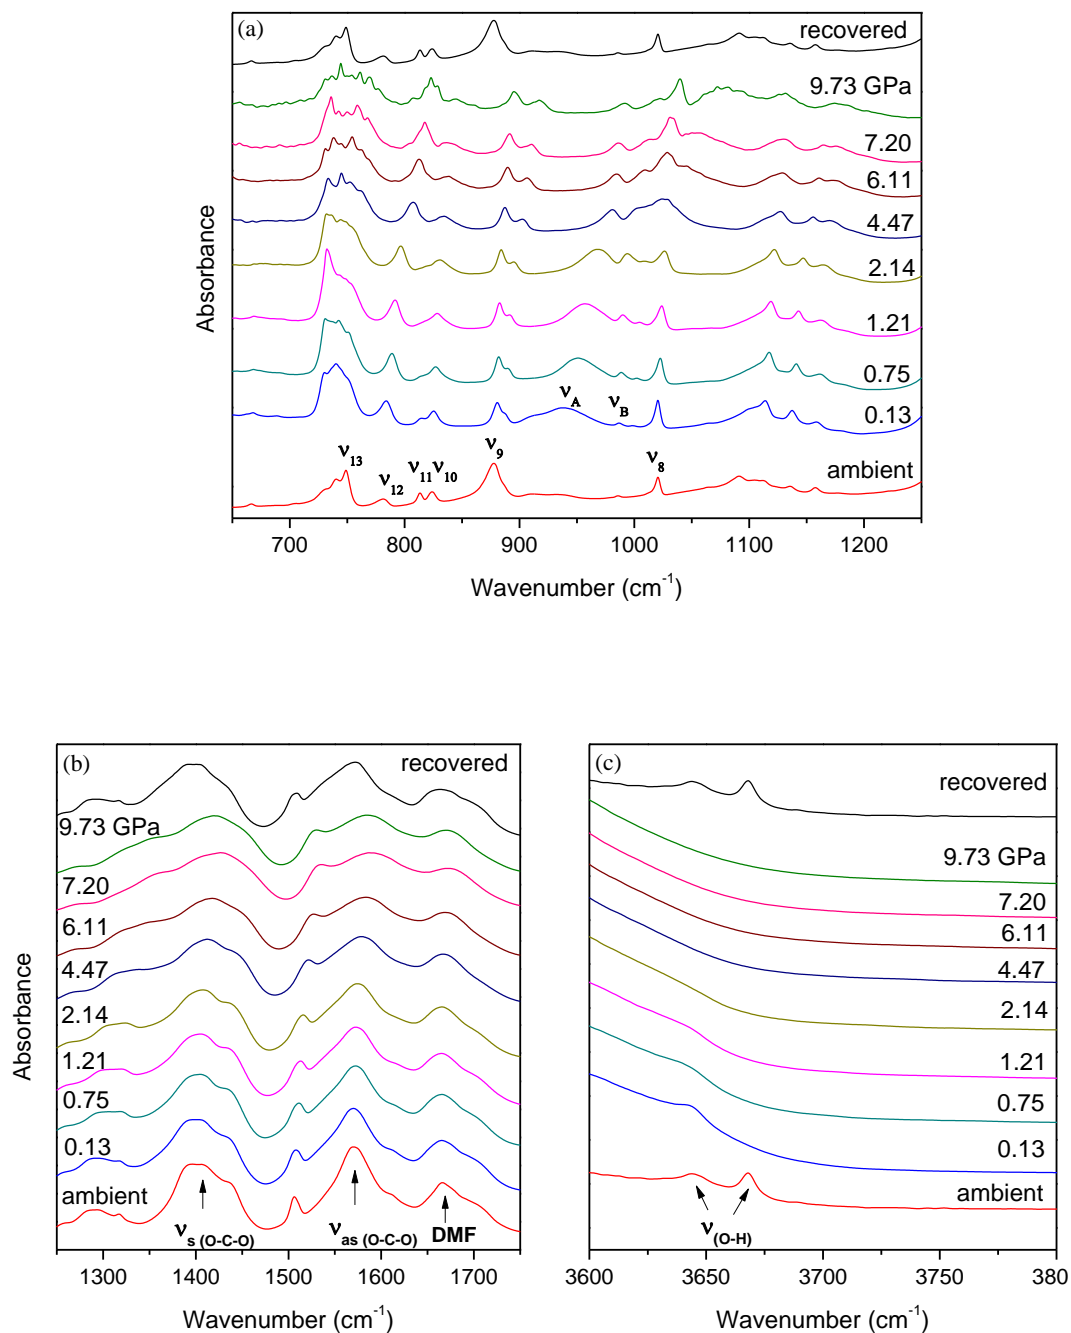 (a)
recovered
9.73 GPa
7.20
6.11
4.47
2.14
1.21
0.75
0.13
ambient
ν13
ν12
ν11
ν10
ν9
νA
νB
ν8
Absorbance
700 800 900 1000 1100 1200
Wavenumber (cm-1)
(b)
recovered
9.73 GPa
7.20
6.11
4.47
2.14
1.21
0.75
0.13
ambient
νs (O-C-O)
νas (O-C-O)
DMF
Absorbance
1300 1400 1500 1600 1700
Wavenumber (cm-1)
(c)
recovered
9.73 GPa
7.20
6.11
4.47
2.14
1.21
0.75
0.13
ambient
ν(O-H)
3600 3650 3700 3750 380
Wavenumber (cm-1)